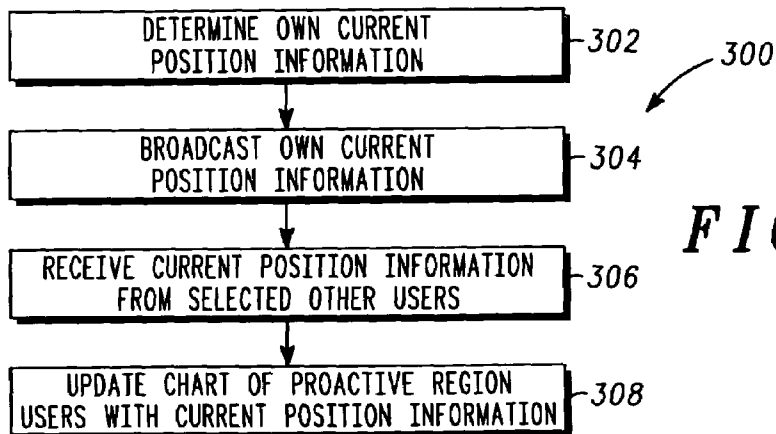 DETERMINE OWN CURRENT
POSITION INFORMATION
302
300
BROADCAST OWN CURRENT
POSITION INFORMATION
304
RECEIVE CURRENT POSITION INFORMATION
FROM SELECTED OTHER USERS
306
UPDATE CHART OF PROACTIVE REGION
USERS WITH CURRENT POSITION INFORMATION
308